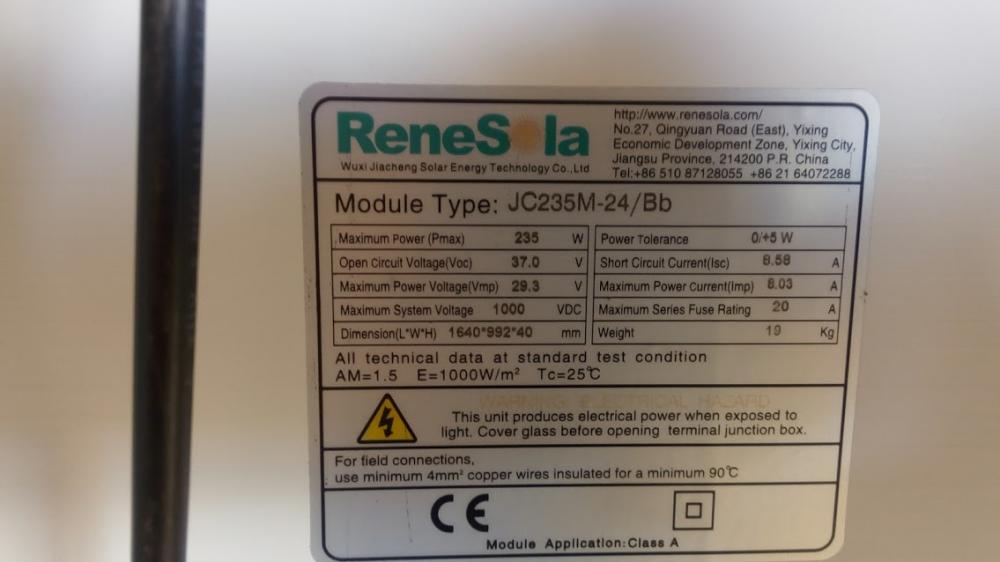 ReneSola
Wuxi Jiacheng Solar Energy Technology Co.,Ltd
http://www.renesola.com/
No.27, Qingyuan Road (East), Yixing
Economic Development Zone, Yixing City,
Jiangsu Province, 214200 P.R. China
Tel:+86 510 87128055 +86 21 64072288
Module Type: JC235M-24/Bb
Maximum Power (Pmax) 235 W
Power Tolerance 0/+5 W
Open Circuit Voltage(Voc) 37.0 V
Short Circuit Current(Isc) 8.58 A
Maximum Power Voltage(Vmp) 29.3 V
Maximum Power Current(Imp) 8.03 A
Maximum System Voltage 1000 VDC
Maximum Series Fuse Rating 20 A
Dimension(L*W*H) 1640*992*40 mm
Weight 19 Kg
All technical data at standard test condition
AM=1.5 E=1000W/m² Tc=25℃
WARNING: ELECTRICAL HAZARD
This unit produces electrical power when exposed to
light. Cover glass before opening terminal junction box.
For field connections,
use minimum 4mm² copper wires insulated for a minimum 90℃
CE
Module Application:Class A